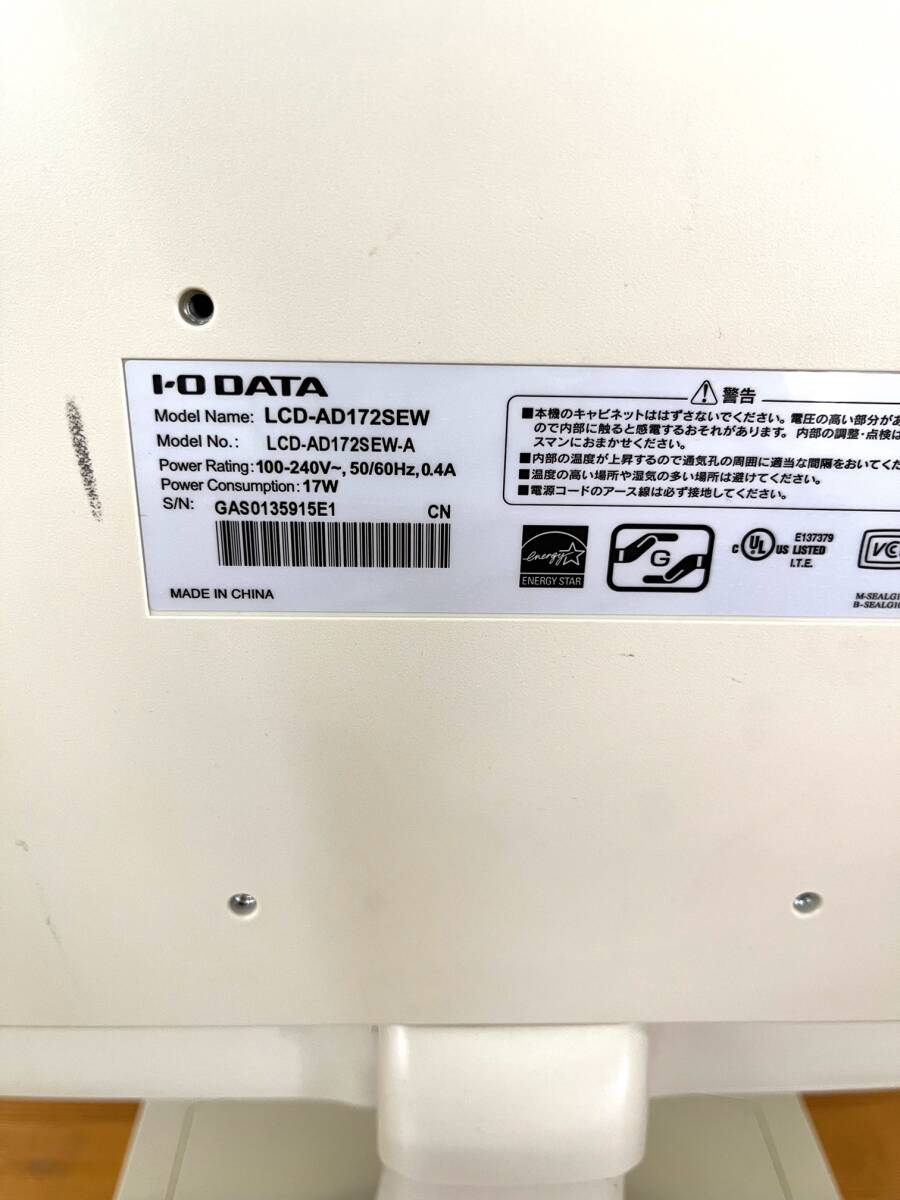 I-O DATA
Model Name: LCD-AD172SEW
Model No.: LCD-AD172SEW-A
Power Rating: 100-240V~, 50/60Hz, 0.4A
Power Consumption: 17W
S/N: GAS0135915E1 CN
MADE IN CHINA
警告
■本機のキャビネットははずさないでください。電圧の高い部分があ
ので内部に触ると感電するおそれがあります。内部の調整・点検は
スマンにおまかせください。
■内部の温度が上昇するので通気孔の周囲に適当な間隔をおいてくだ
■温度の高い場所や湿気の多い場所は避けてください。
■電源コードのアース線は必ず接地してください。
energy
ENERGY STAR
G
C UL US LISTED
I.T.E.
E137379
VC
M-SEALGI
B-SEALGI